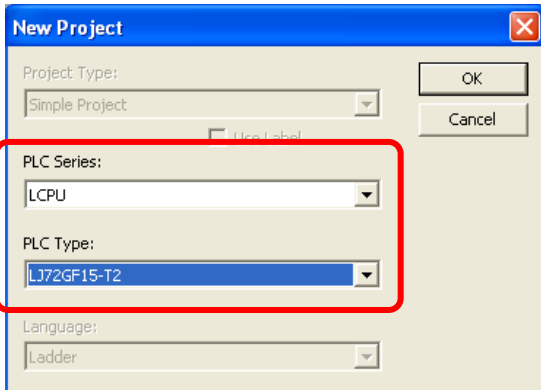 New Project
Project Type:
Simple Project
Use Label
OK
Cancel
PLC Series:
LCPU
PLC Type:
LJ72GF15-T2
Language:
Ladder